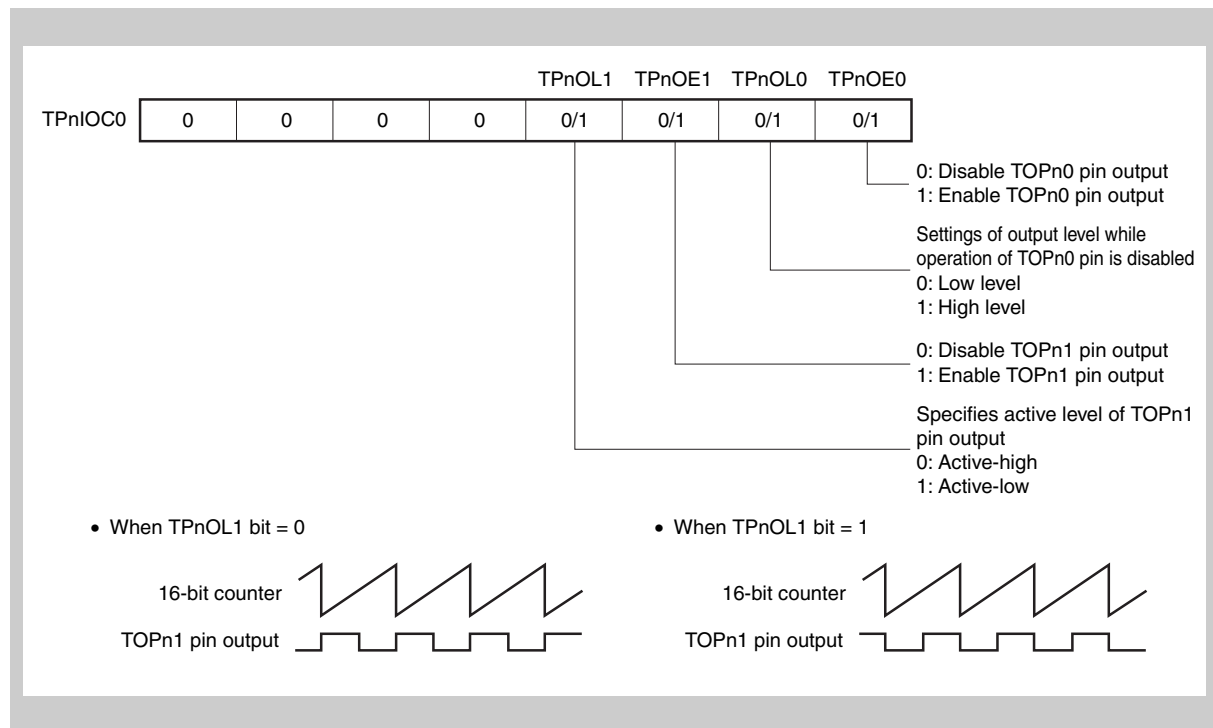 TPnOL1 TPnOE1 TPnOL0 TPnOE0
TPnIOC0 0 0 0 0 0/1 0/1 0/1 0/1
0: Disable TOPn0 pin output
1: Enable TOPn0 pin output
Settings of output level while
operation of TOPn0 pin is disabled
0: Low level
1: High level
0: Disable TOPn1 pin output
1: Enable TOPn1 pin output
Specifies active level of TOPn1
pin output
0: Active-high
1: Active-low
• When TPnOL1 bit = 0
16-bit counter
TOPn1 pin output
• When TPnOL1 bit = 1
16-bit counter
TOPn1 pin output